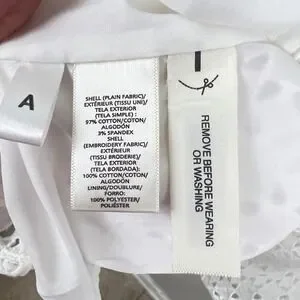 A
SHELL (PLAIN FABRIC)/
EXTÉRIEUR (TISSU UNI)/
TELA EXTERIOR
(TELA SIMPLE) :
97% COTTON/COTON/
ALGODÓN
3% SPANDEX
SHELL
(EMBROIDERY FABRIC)/
EXTÉRIEUR
(TISSU BRODERIE)/
TELA EXTERIOR
(TELA BORDADA):
100% COTTON/COTON/
ALGODÓN
LINING/DOUBLURE/
FORRO:
100% POLYESTER/
POLIÉSTER
REMOVE BEFORE WEARING
OR WASHING